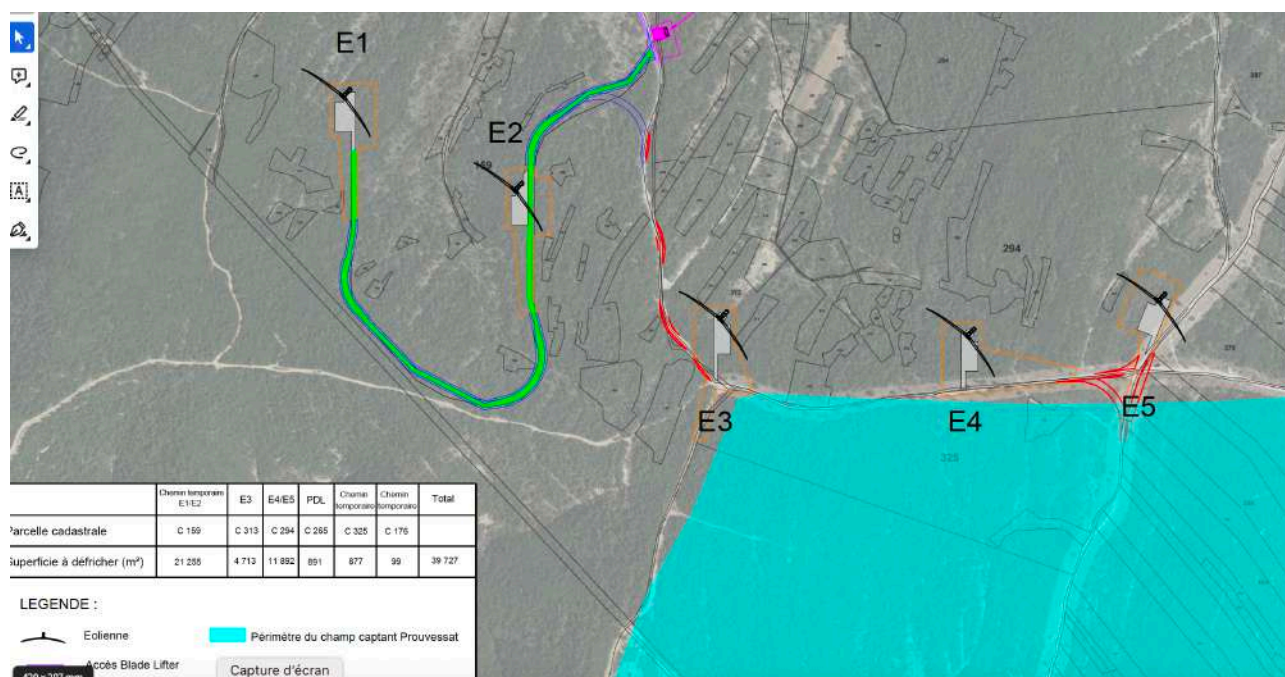 E1
E2
159
294
294
E3
E4
E5
325
Chemin temporaire E1/E2 E3 E4/E5 PDL Chemin temporaire Chemin temporaire Total
Parcelle cadastrale C 159 C 313 C 294 C 265 C 325 C 176
Superficie à défricher (m²) 21 255 4 713 11 892 891 877 99 39 727
LEGENDE :
Eolienne
Périmètre du champ captant Prouvessat
Accès Blade Lifter
Capture d'écran